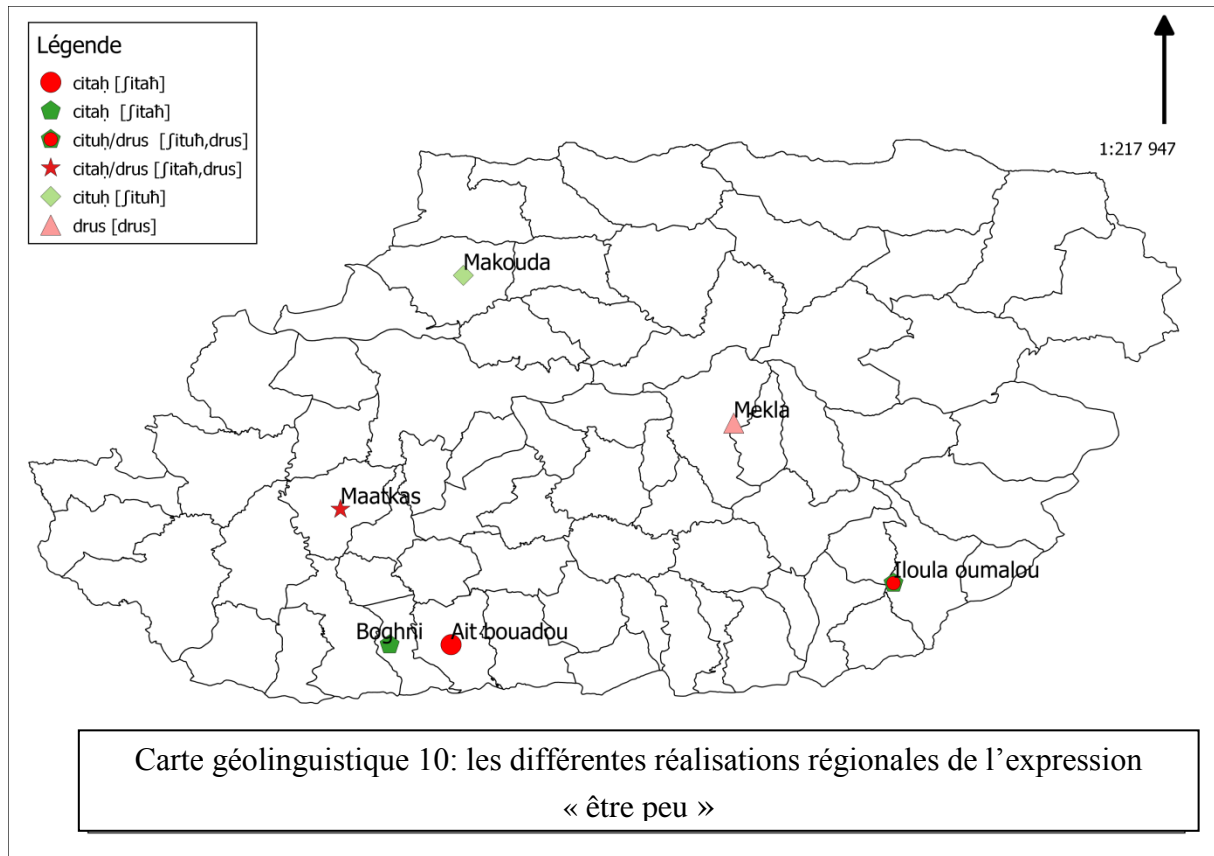 Légende
citaḥ [ʃitaħ]
citaḥ [ʃitaħ]
cituḥ/drus [ʃituħ,drus]
citaḥ/drus [ʃitaħ,drus]
cituḥ [ʃituħ]
drus [drus]
1:217 947
Makouda
Mekla
Maatkas
Iloula oumalou
Boghni
Ait bouadou
Carte géolinguistique 10: les différentes réalisations régionales de l’expression
« être peu »